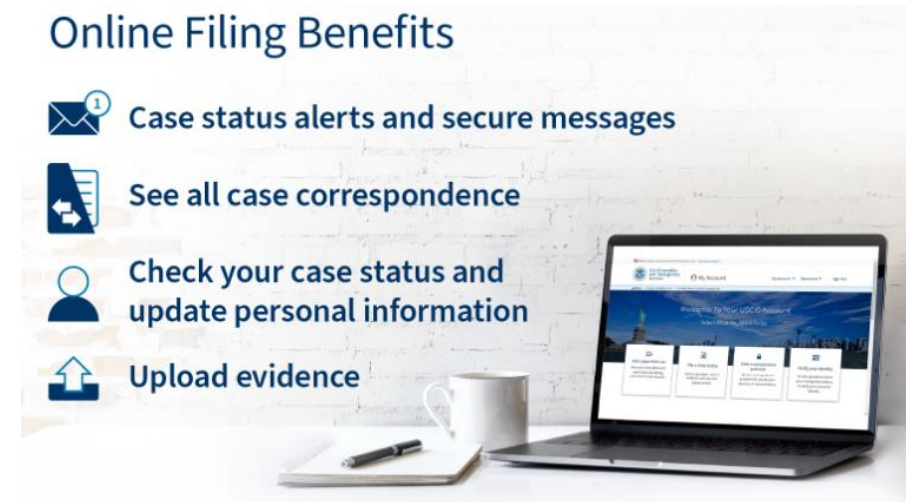 Online Filing Benefits
1
Case status alerts and secure messages
See all case correspondence
Check your case status and
update personal information
Upload evidence
My Account
Welcome To Your USCIS Account